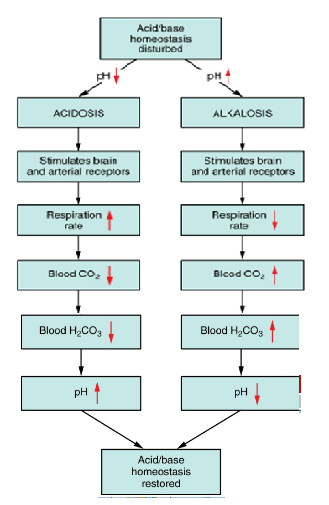 Acid/base
homeostasis
disturbed
pH
pH
ACIDOSIS
ALKALOSIS
Stimulates brain
and arterial receptors
Stimulates brain
and arterial receptors
Respiration
rate
Respiration
rate
Blood CO₂
Blood CO₂
Blood H₂CO₃
Blood H₂CO₃
pH
pH
Acid/base
homeostasis
restored